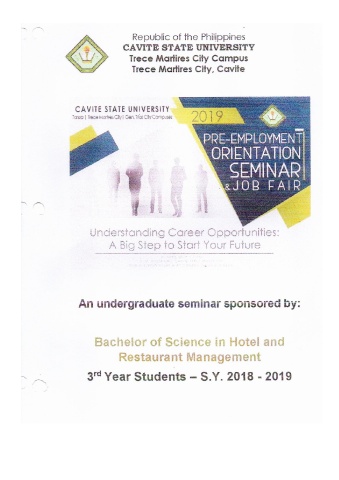 Republic of the Philippines
CAVITE STATE UNIVERSITY
Trece Martires City Campus
Trece Martires City, Cavite
CAVITE STATE UNIVERSITY
Tanza | Trece Martires City | Gen. Trias City Campuses
2019
PRE-EMPLOYMENT
ORIENTATION
SEMINAR
& JOB FAIR
Understanding Career Opportunities:
A Big Step to Start Your Future
An undergraduate seminar sponsored by:
Bachelor of Science in Hotel and
Restaurant Management
3rd Year Students – S.Y. 2018 - 2019